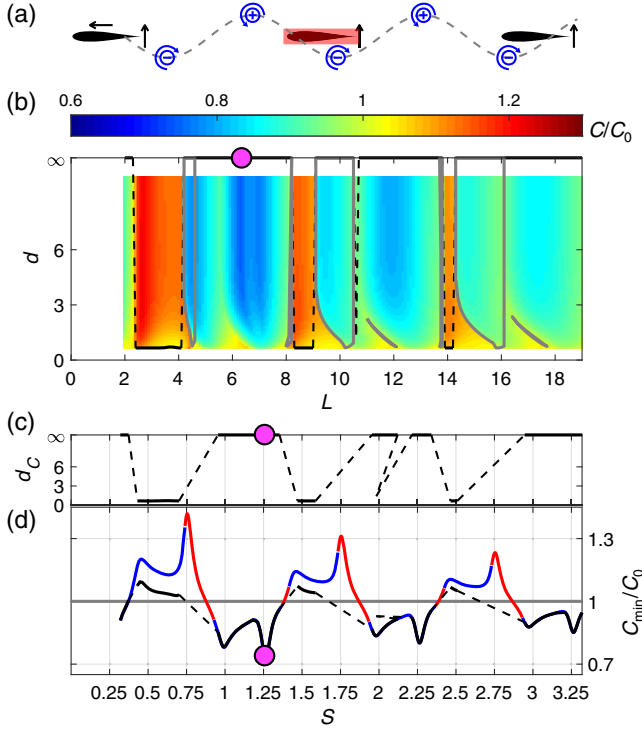 (a)
+ +
− − −
(b)
0.6 0.8 1 1.2 C/C₀
∞
6
3
0
d
0 2 4 6 8 10 12 14 16 18
L
(c)
∞
6
3
0
d_C
(d)
1.3
1
0.7
C_min/C₀
0.25 0.5 0.75 1 1.25 1.5 1.75 2 2.25 2.5 2.75 3 3.25
S